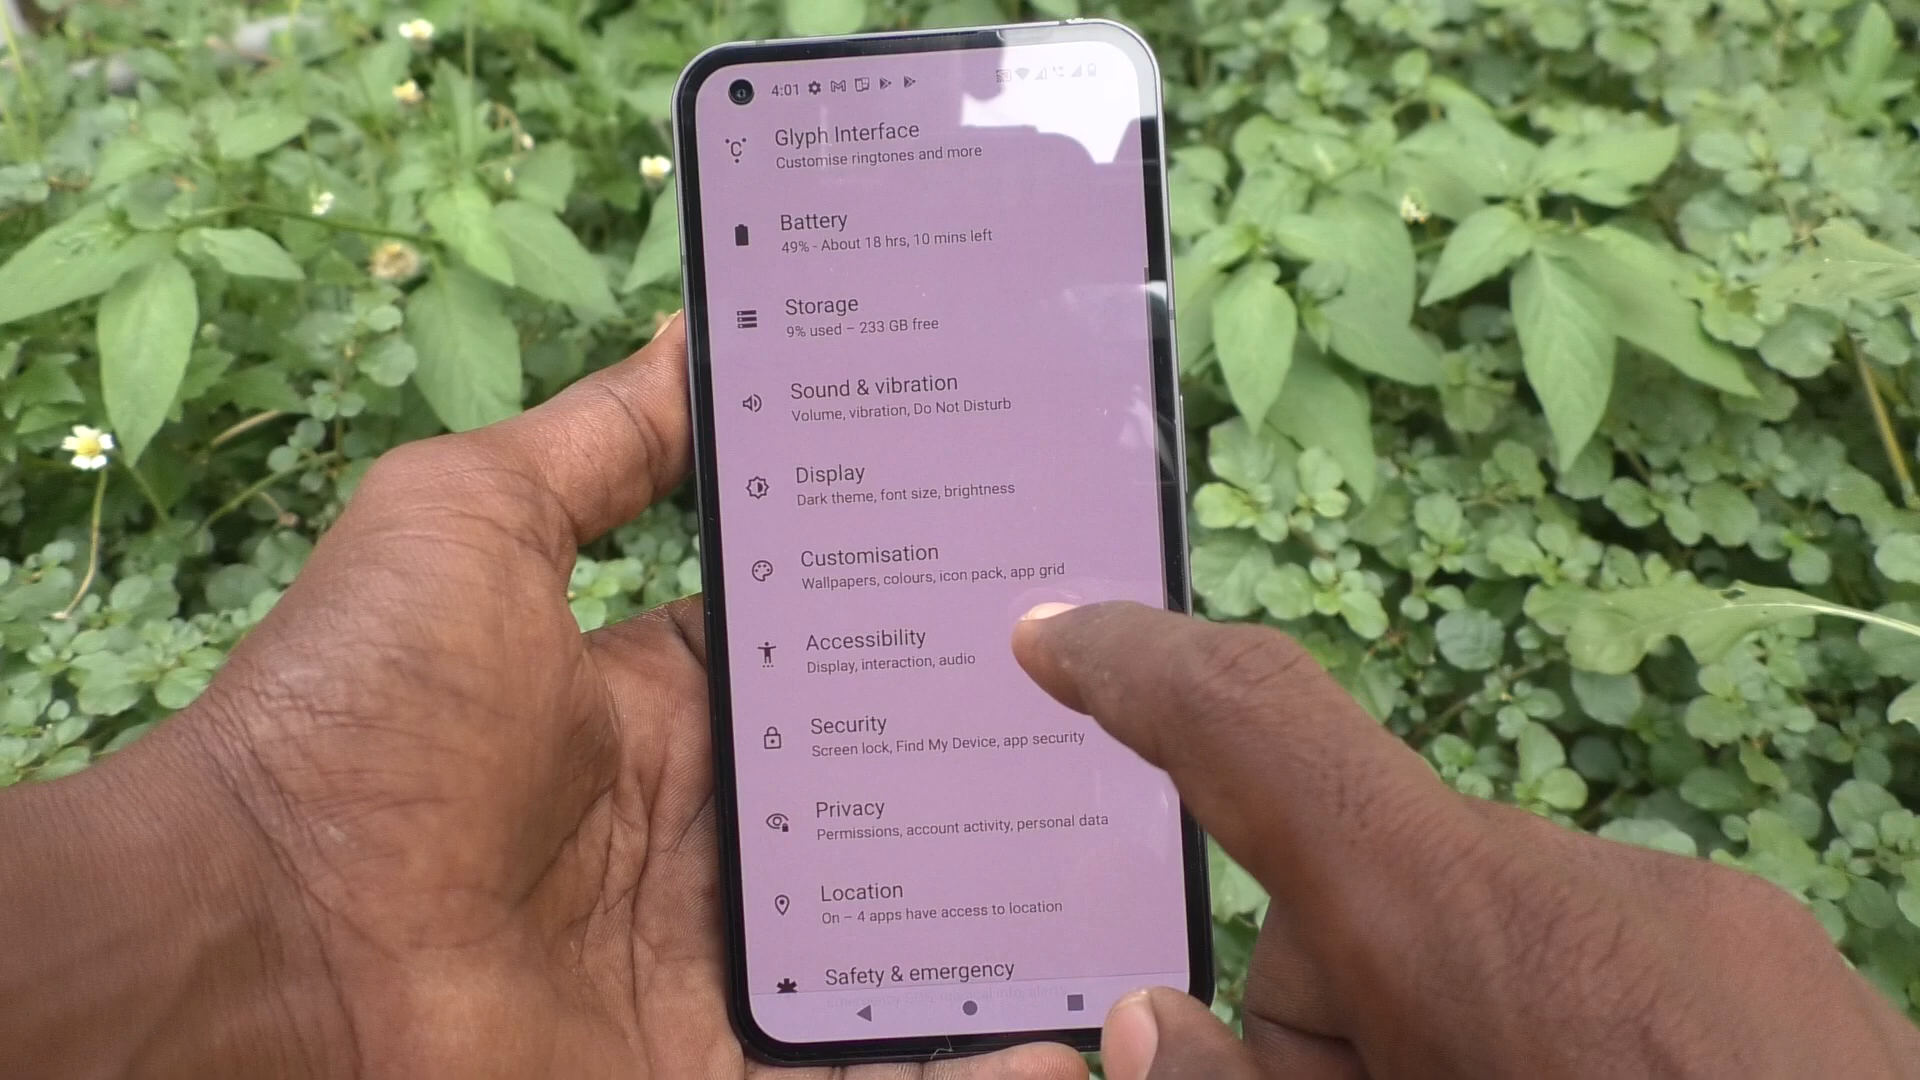 4:01
Glyph Interface
Customise ringtones and more
Battery
49% - About 18 hrs, 10 mins left
Storage
9% used – 233 GB free
Sound & vibration
Volume, vibration, Do Not Disturb
Display
Dark theme, font size, brightness
Customisation
Wallpapers, colours, icon pack, app grid
Accessibility
Display, interaction, audio
Security
Screen lock, Find My Device, app security
Privacy
Permissions, account activity, personal data
Location
On – 4 apps have access to location
Safety & emergency